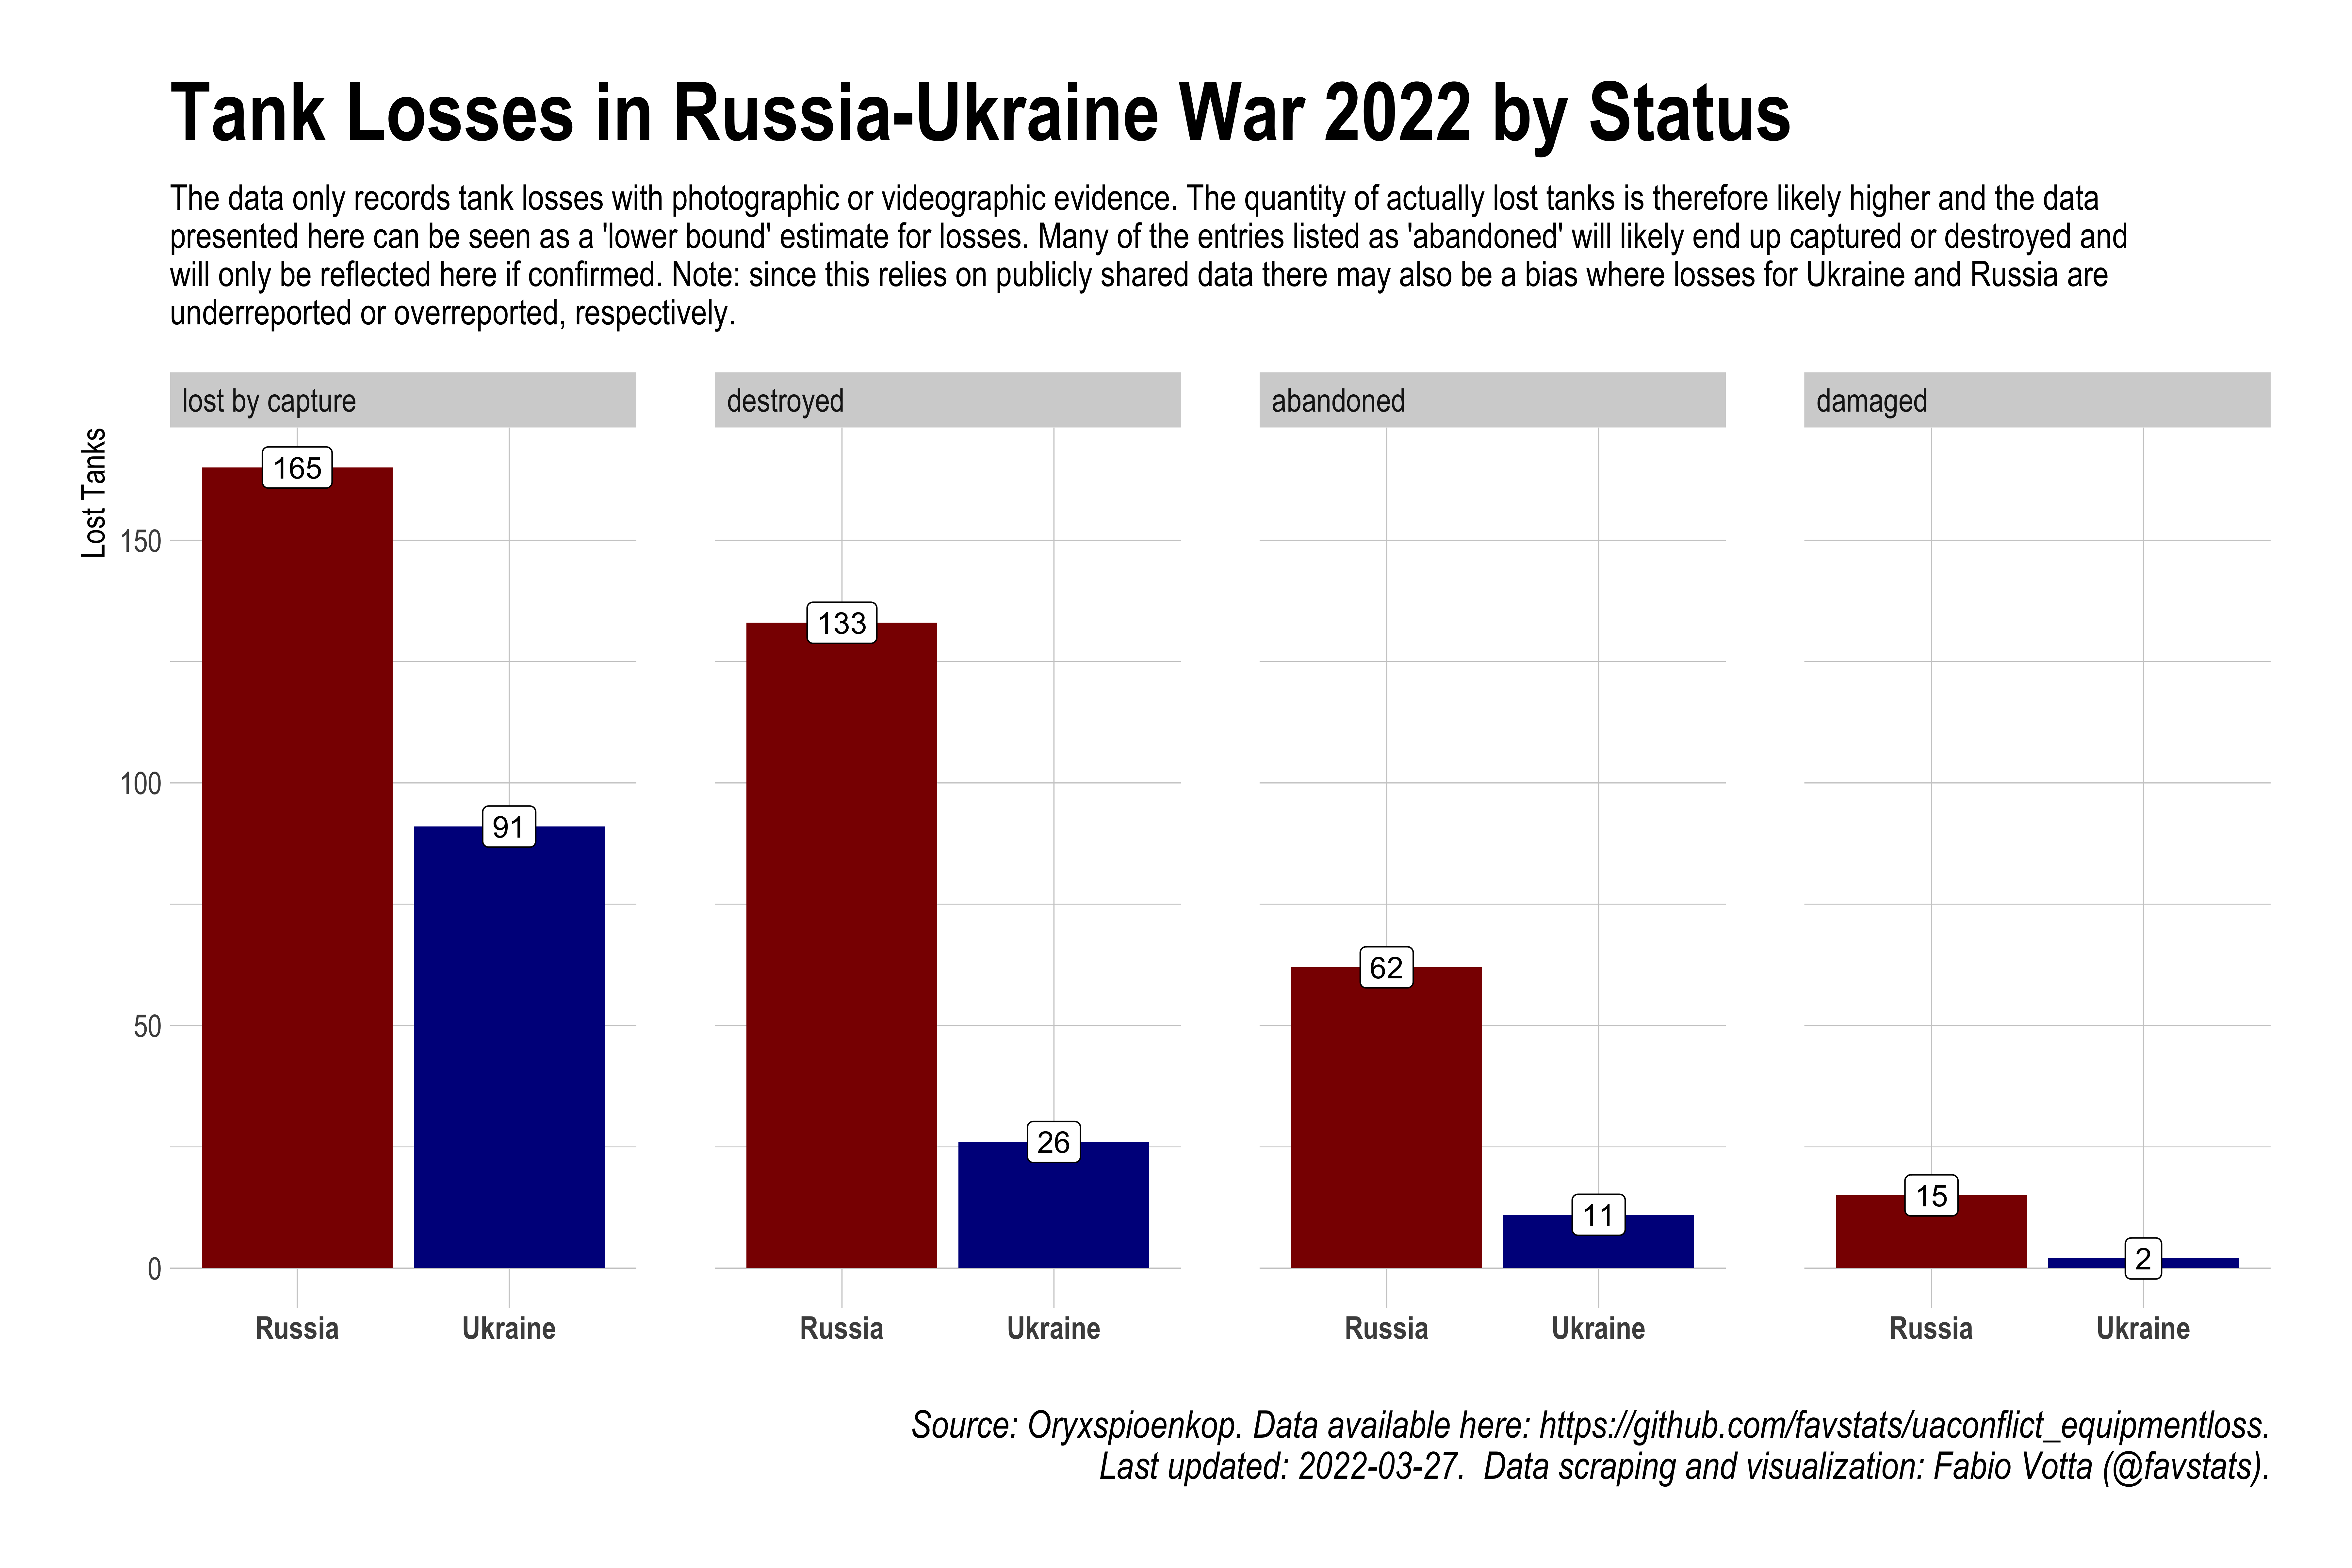 Tank Losses in Russia-Ukraine War 2022 by Status
The data only records tank losses with photographic or videographic evidence. The quantity of actually lost tanks is therefore likely higher and the data
presented here can be seen as a 'lower bound' estimate for losses. Many of the entries listed as 'abandoned' will likely end up captured or destroyed and
will only be reflected here if confirmed. Note: since this relies on publicly shared data there may also be a bias where losses for Ukraine and Russia are
underreported or overreported, respectively.
lost by capture
destroyed
abandoned
damaged
Lost Tanks
150
100
50
0
165
91
133
26
62
11
15
2
Russia
Ukraine
Russia
Ukraine
Russia
Ukraine
Russia
Ukraine
Source: Oryxspioenkop. Data available here: https://github.com/favstats/uaconflict_equipmentloss.
Last updated: 2022-03-27.  Data scraping and visualization: Fabio Votta (@favstats).